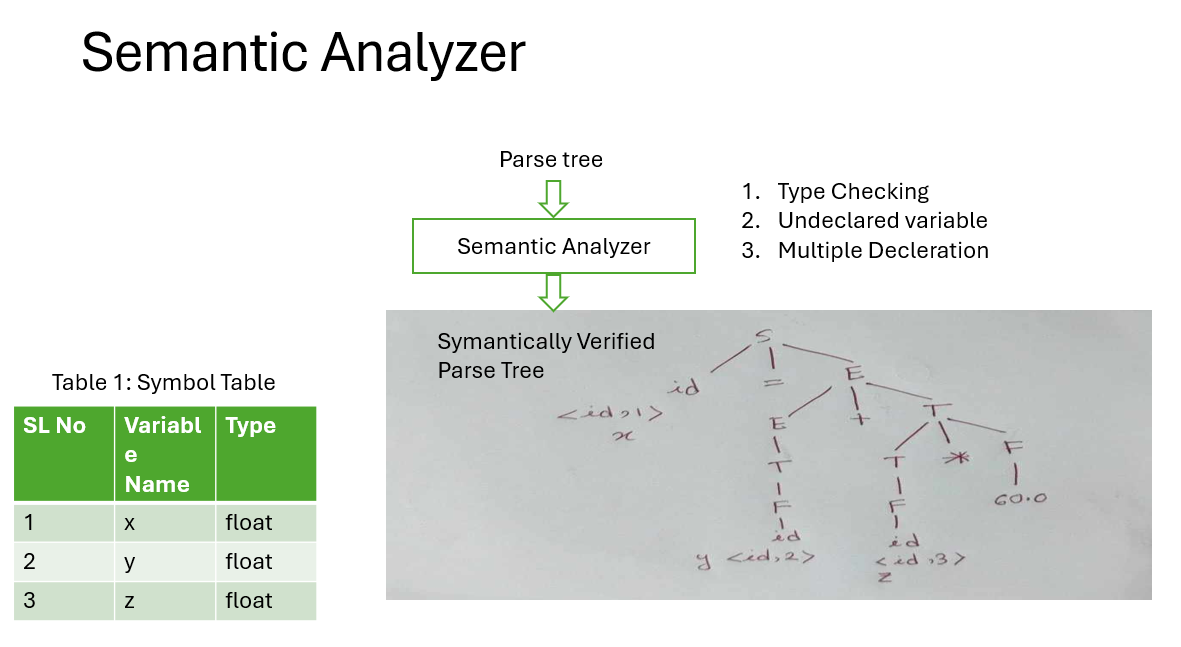 Semantic Analyzer
Parse tree
Semantic Analyzer
1. Type Checking
2. Undeclared variable
3. Multiple Decleration
Symantically Verified
Parse Tree
S
id = E
<id,1>
x
E + T
T T * F
F F 60.0
id id
y <id,2> <id,3>
z
Table 1: Symbol Table
SL No Variabl Type
e
Name
1 x float
2 y float
3 z float